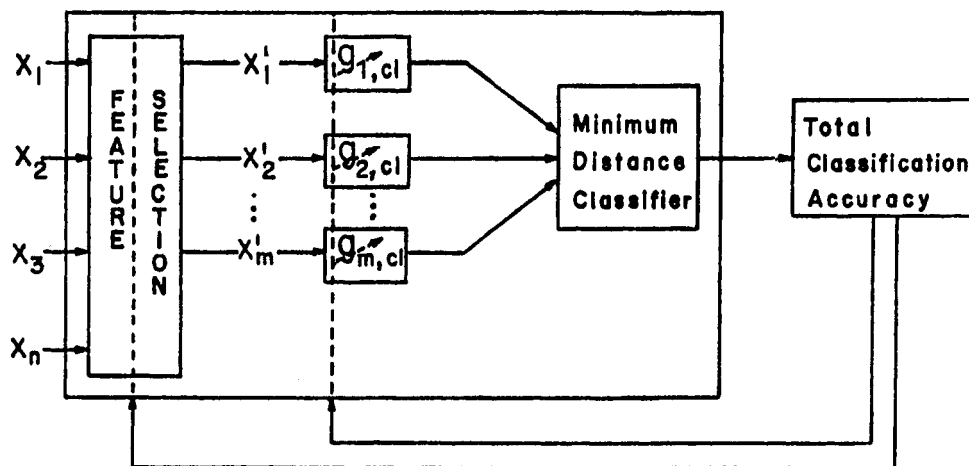 X₁
X₂
X₃
Xₙ
FEATURE
SELECTION
X'₁
X'₂
⋮
X'ₘ
g₁,cl
g₂,cl
⋮
gₘ,cl
Minimum
Distance
Classifier
Total
Classification
Accuracy